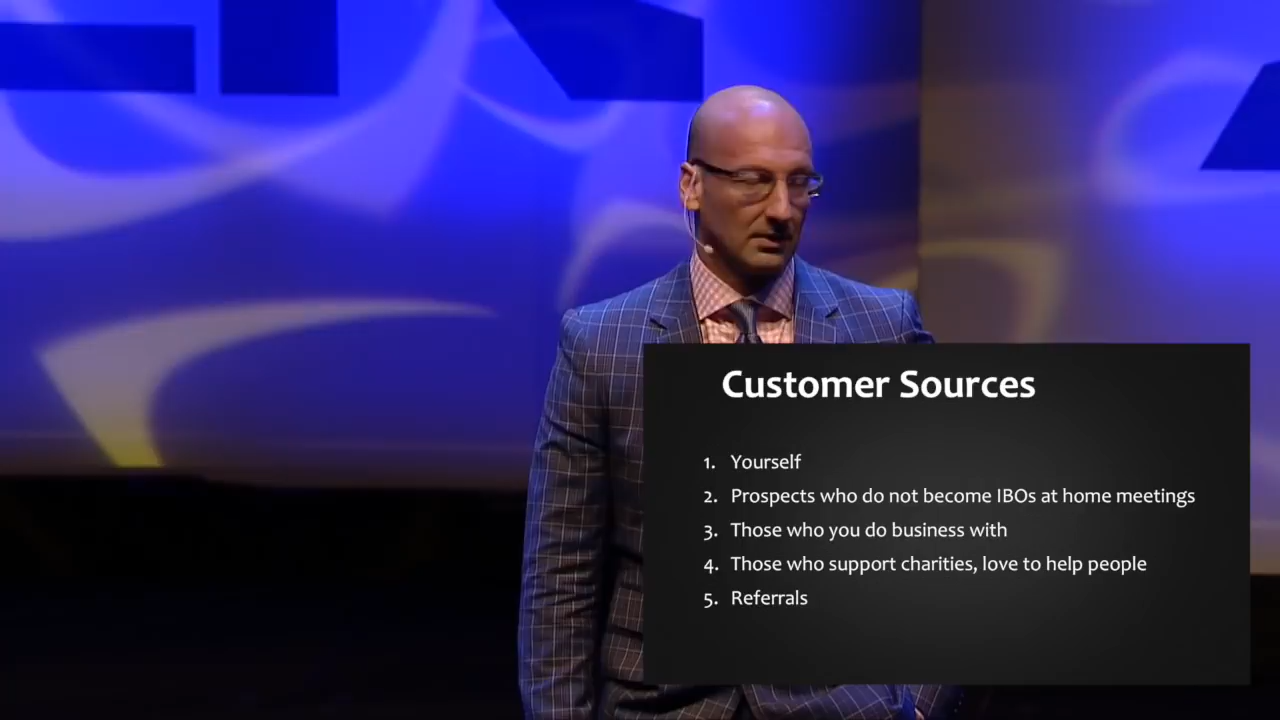 Customer Sources
1. Yourself
2. Prospects who do not become IBOs at home meetings
3. Those who you do business with
4. Those who support charities, love to help people
5. Referrals